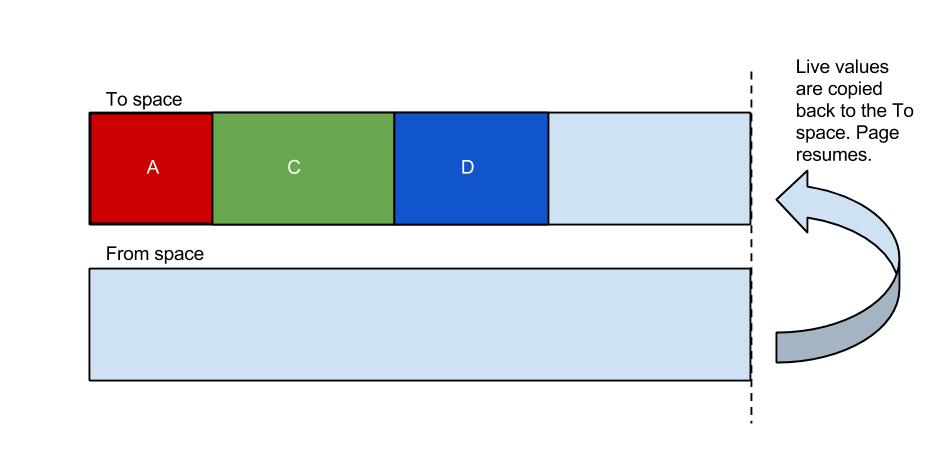 To space
A
C
D
From space
Live values
are copied
back to the To
space. Page
resumes.